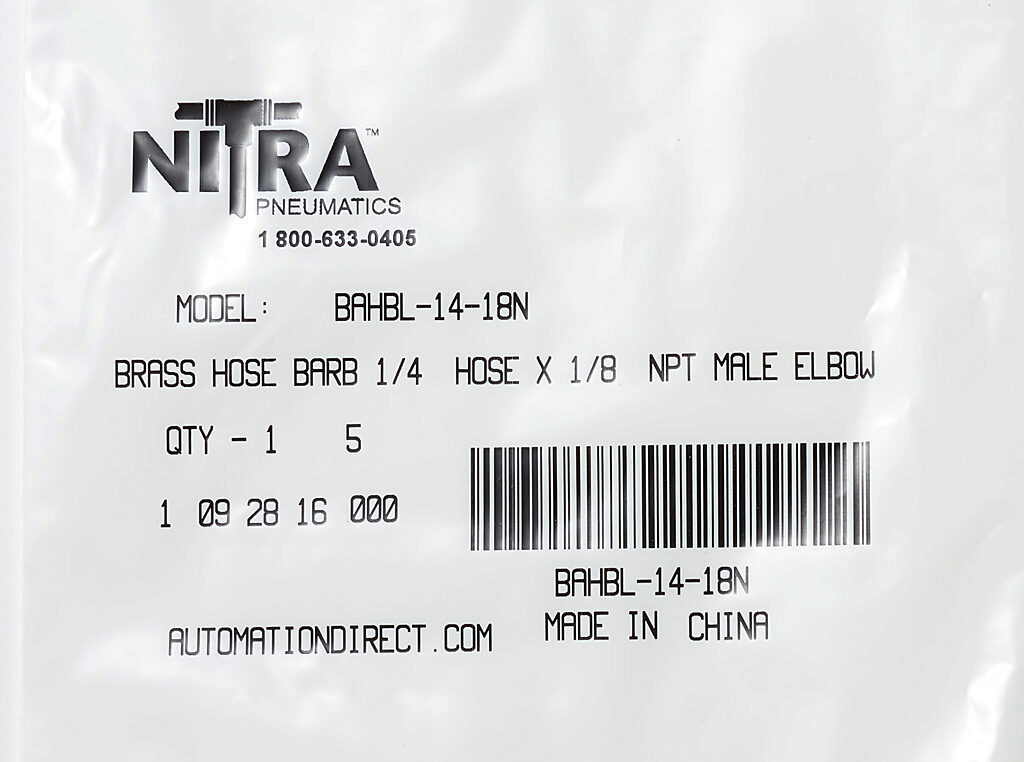 NITRA™
PNEUMATICS
1 800-633-0405
MODEL: BAHBL-14-18N
BRASS HOSE BARB 1/4 HOSE X 1/8 NPT MALE ELBOW
QTY - 1 5
1 09 28 16 000
BAHBL-14-18N
MADE IN CHINA
AUTOMATIONDIRECT.COM